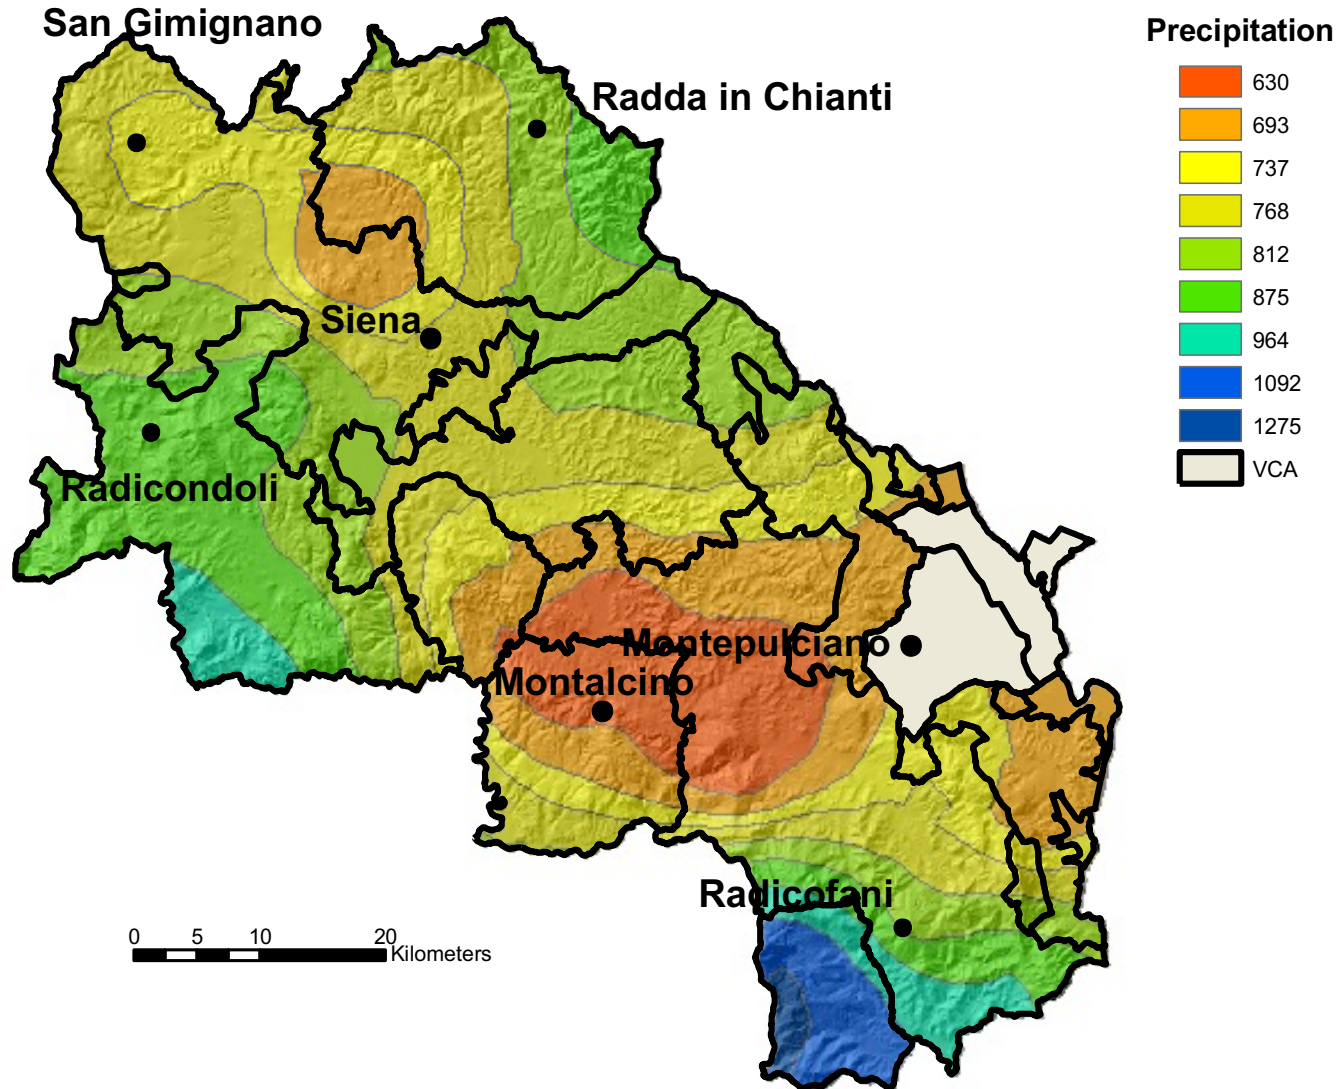 San Gimignano
Precipitation
630
Radda in Chianti
693
737
768
812
875
Siena
964
1092
1275
VCA
Radicondoli
Montepulciano
Montalcino
Radicofani
0 5 10 20
Kilometers